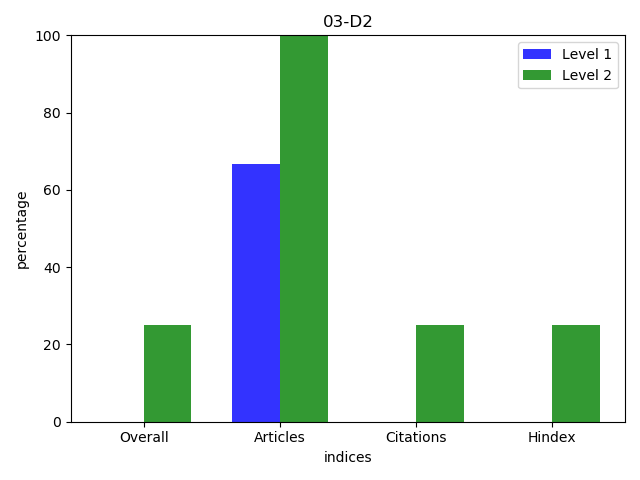 03-D2
Level 1
Level 2
percentage
100
80
60
40
20
0
Overall Articles Citations Hindex
indices